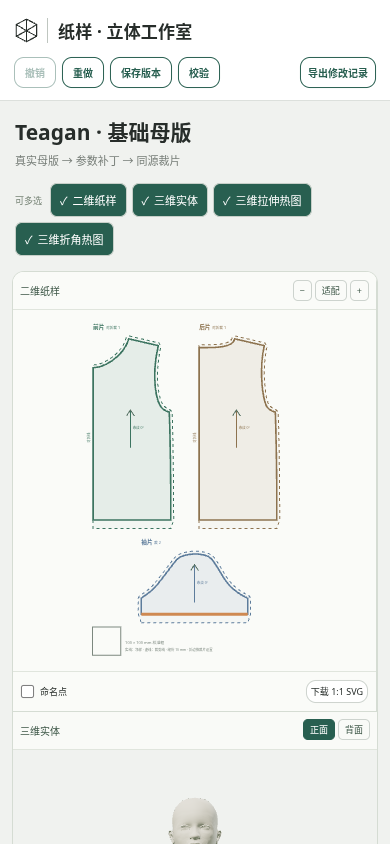 纸样 · 立体工作室
撤销 重做 保存版本 校验 导出修改记录
Teagan · 基础母版
真实母版 → 参数补丁 → 同源裁片
可多选 ✓ 二维纸样 ✓ 三维实体 ✓ 三维拉伸热图
✓ 三维折角热图
二维纸样 − 适配 +
前片
后片
袖片
命名点 下载 1:1 SVG
三维实体 正面 背面